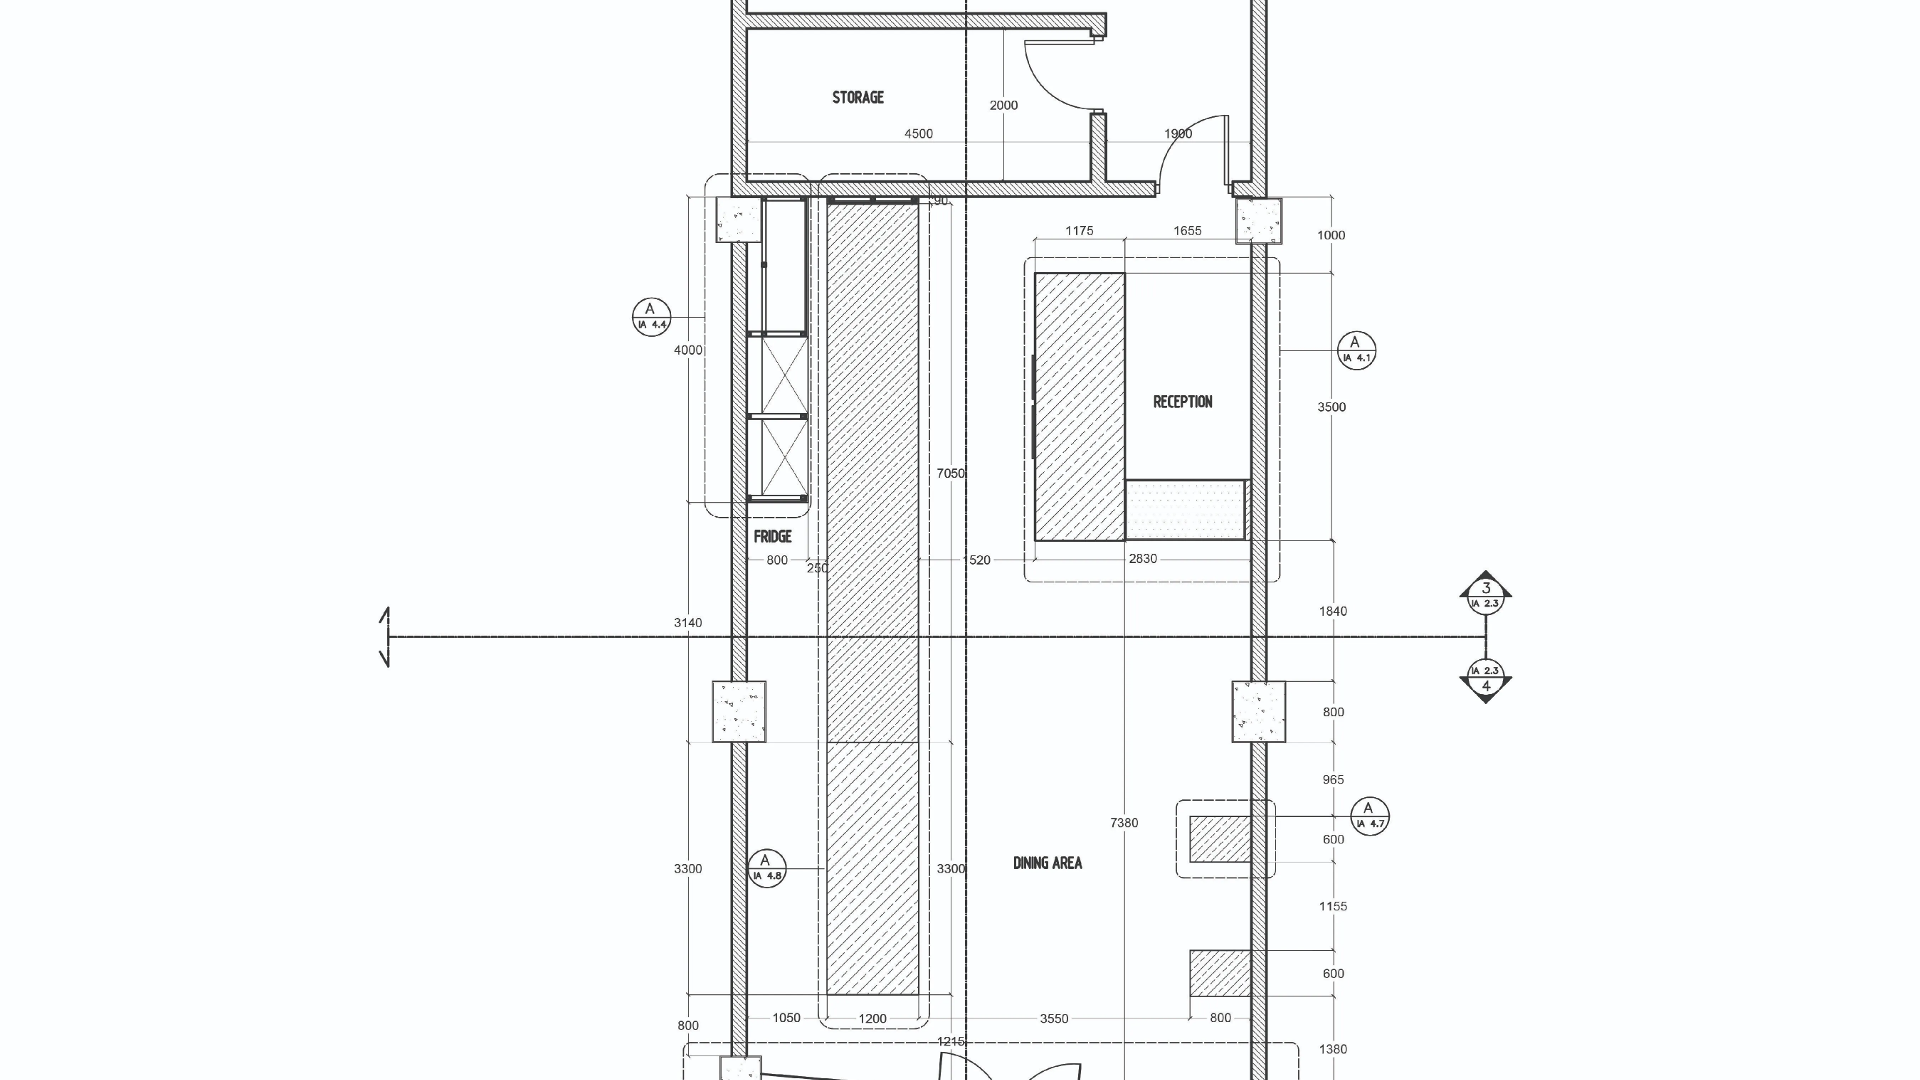 STORAGE
2000
4500
1900
90
1175
1655
1000
A
IA 4.4
4000
A
IA 4.1
RECEPTION
3500
7050
FRIDGE
800
250
520
2830
3
IA 2.3
1840
3140
IA 2.3
4
800
965
A
IA 4.7
7380
600
DINING AREA
3300
A
IA 4.8
3300
1155
600
1050
1200
3550
800
800
1215
1380